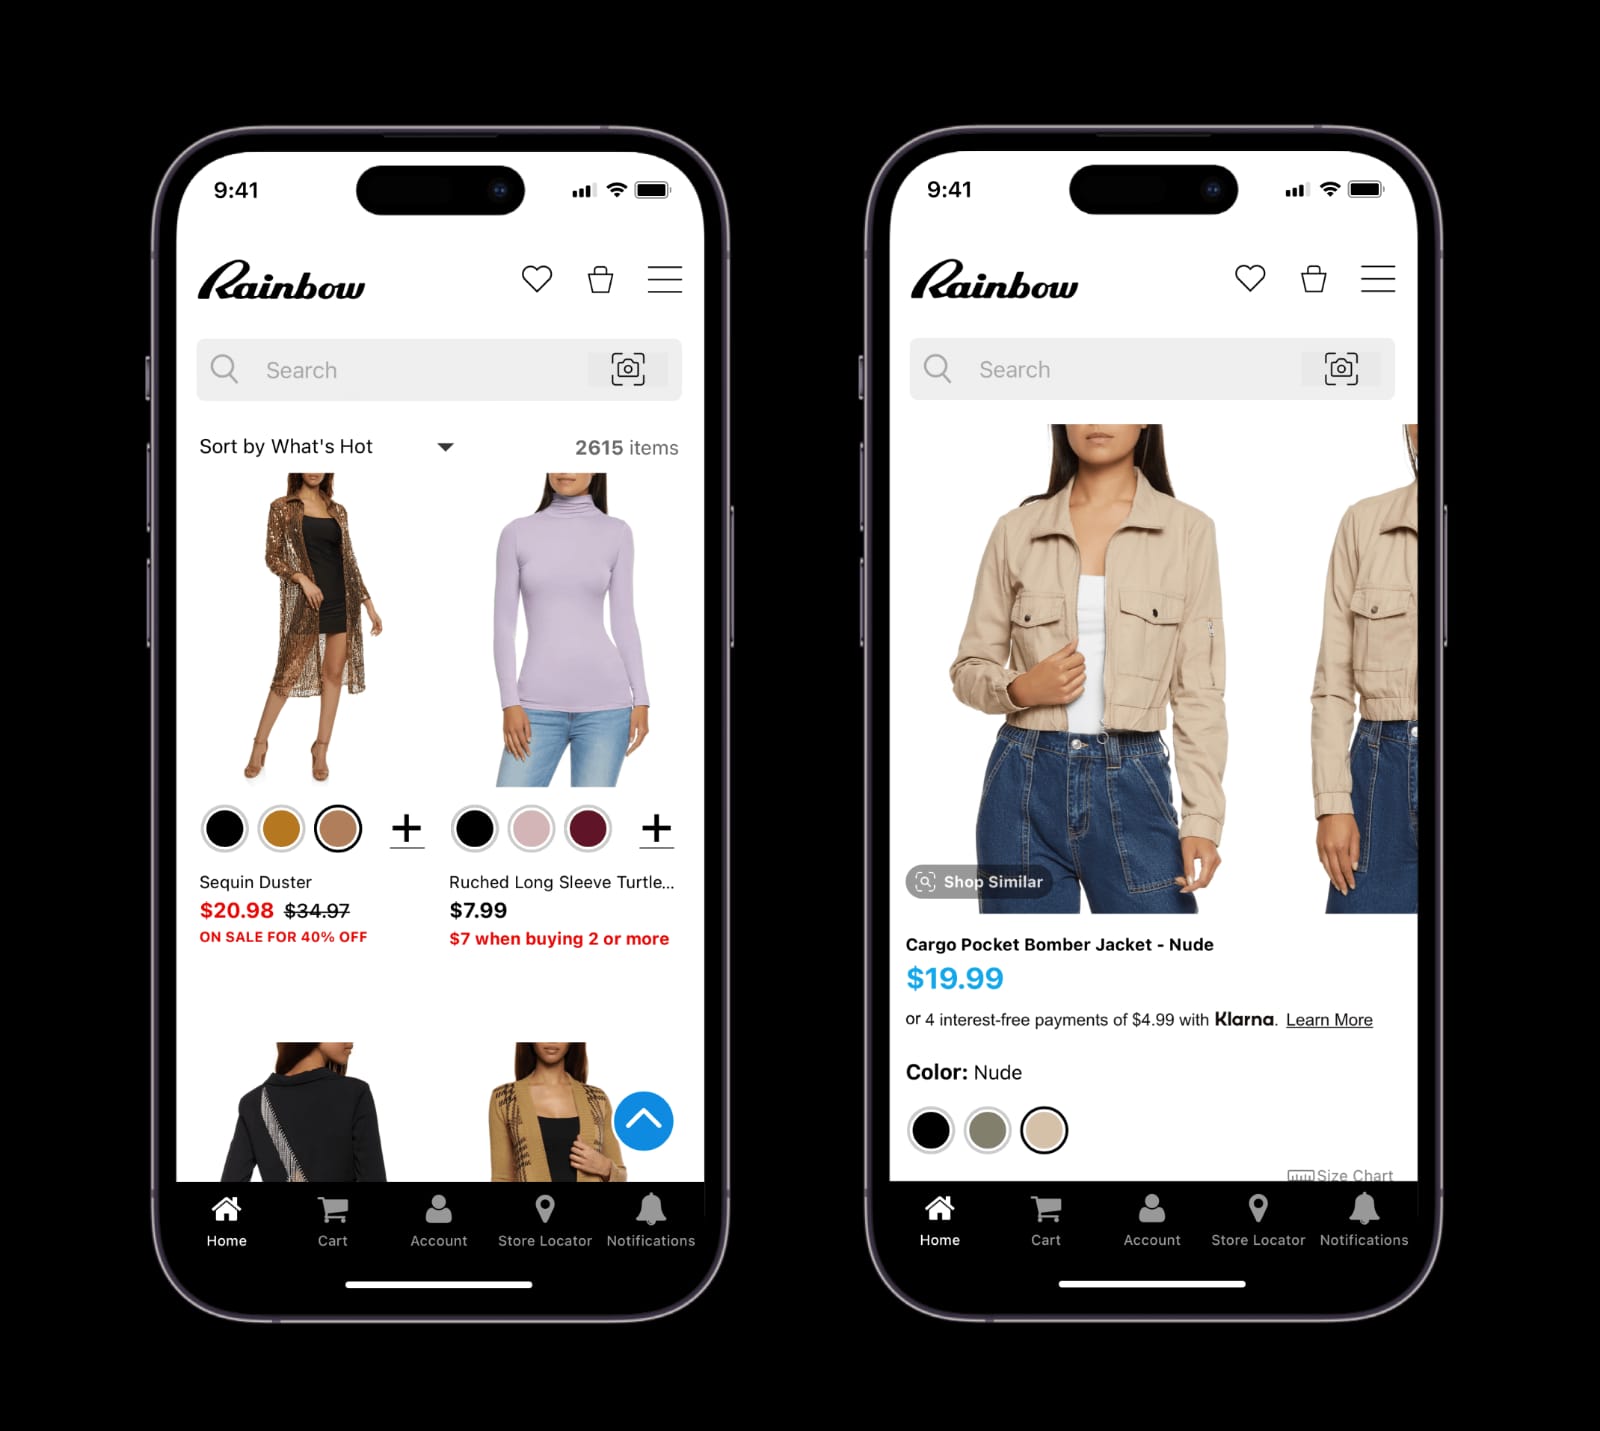 9:41
Rainbow
Search
Sort by What's Hot 2615 items
Sequin Duster
$20.98 $34.97
ON SALE FOR 40% OFF
Ruched Long Sleeve Turtle...
$7.99
$7 when buying 2 or more
Home Cart Account Store Locator Notifications
9:41
Rainbow
Search
Shop Similar
Cargo Pocket Bomber Jacket - Nude
$19.99
or 4 interest-free payments of $4.99 with Klarna. Learn More
Color: Nude
Size Chart
Home Cart Account Store Locator Notifications